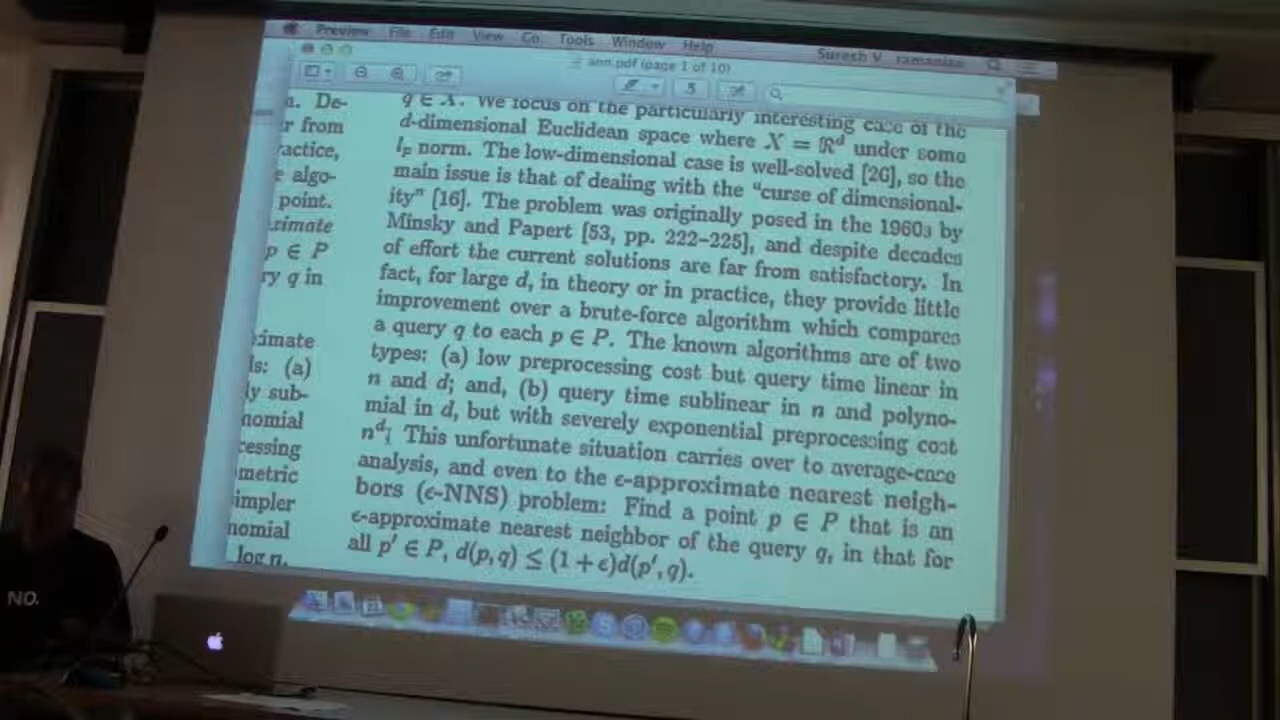 Preview File Edit View Co Tools Window Help Suresh V
ann.pdf (page 1 of 10)
q ∈ X. We focus on the particularly interesting case of the
d-dimensional Euclidean space where X = ℜ^d under some
l_p norm. The low-dimensional case is well-solved [26], so the
main issue is that of dealing with the "curse of dimensional-
ity" [16]. The problem was originally posed in the 1960s by
Minsky and Papert [53, pp. 222–225], and despite decades
of effort the current solutions are far from satisfactory. In
fact, for large d, in theory or in practice, they provide little
improvement over a brute-force algorithm which compares
a query q to each p ∈ P. The known algorithms are of two
types: (a) low preprocessing cost but query time linear in
n and d; and, (b) query time sublinear in n and polyno-
mial in d, but with severely exponential preprocessing cost
n^d. This unfortunate situation carries over to average-case
analysis, and even to the ϵ-approximate nearest neigh-
bors (ϵ-NNS) problem: Find a point p ∈ P that is an
ϵ-approximate nearest neighbor of the query q, in that for
all p′ ∈ P, d(p, q) ≤ (1 + ϵ)d(p′, q).
. De-
r from
actice,
e algo-
point.
ximate
p ∈ P
ry q in
ximate
ls: (a)
ly sub-
nomial
cessing
metric
impler
nomial
log n.
NO.